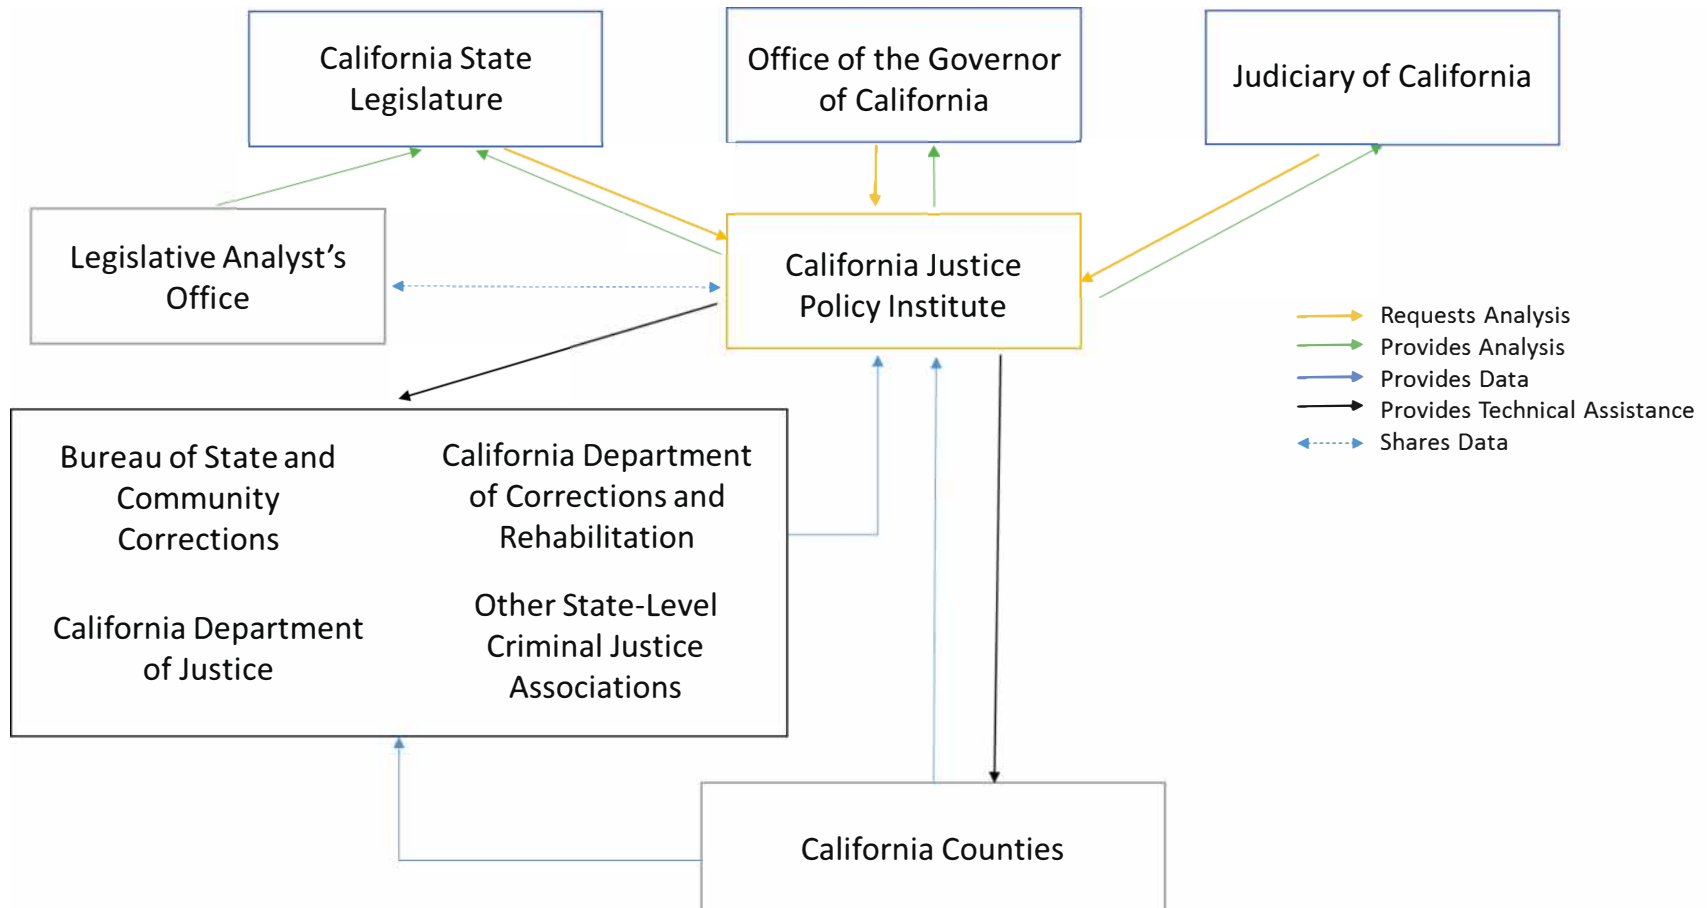 California State
Legislature
Office of the Governor
of California
Judiciary of California
Legislative Analyst’s
Office
California Justice
Policy Institute
Requests Analysis
Provides Analysis
Provides Data
Provides Technical Assistance
Shares Data
Bureau of State and
Community
Corrections
California Department
of Corrections and
Rehabilitation
California Department
of Justice
Other State-Level
Criminal Justice
Associations
California Counties